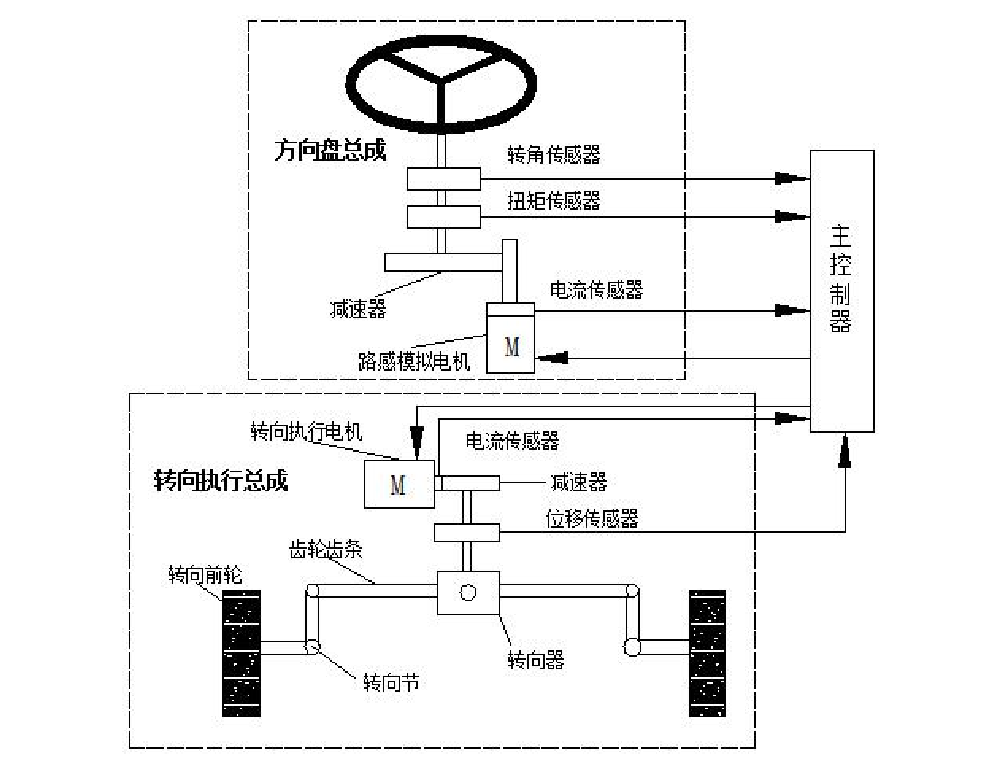 方向盘总成
转角传感器
扭矩传感器
减速器
电流传感器
路感模拟电机
M
主控制器
转向执行电机
电流传感器
转向执行总成
M
减速器
位移传感器
齿轮齿条
转向前轮
转向器
转向节